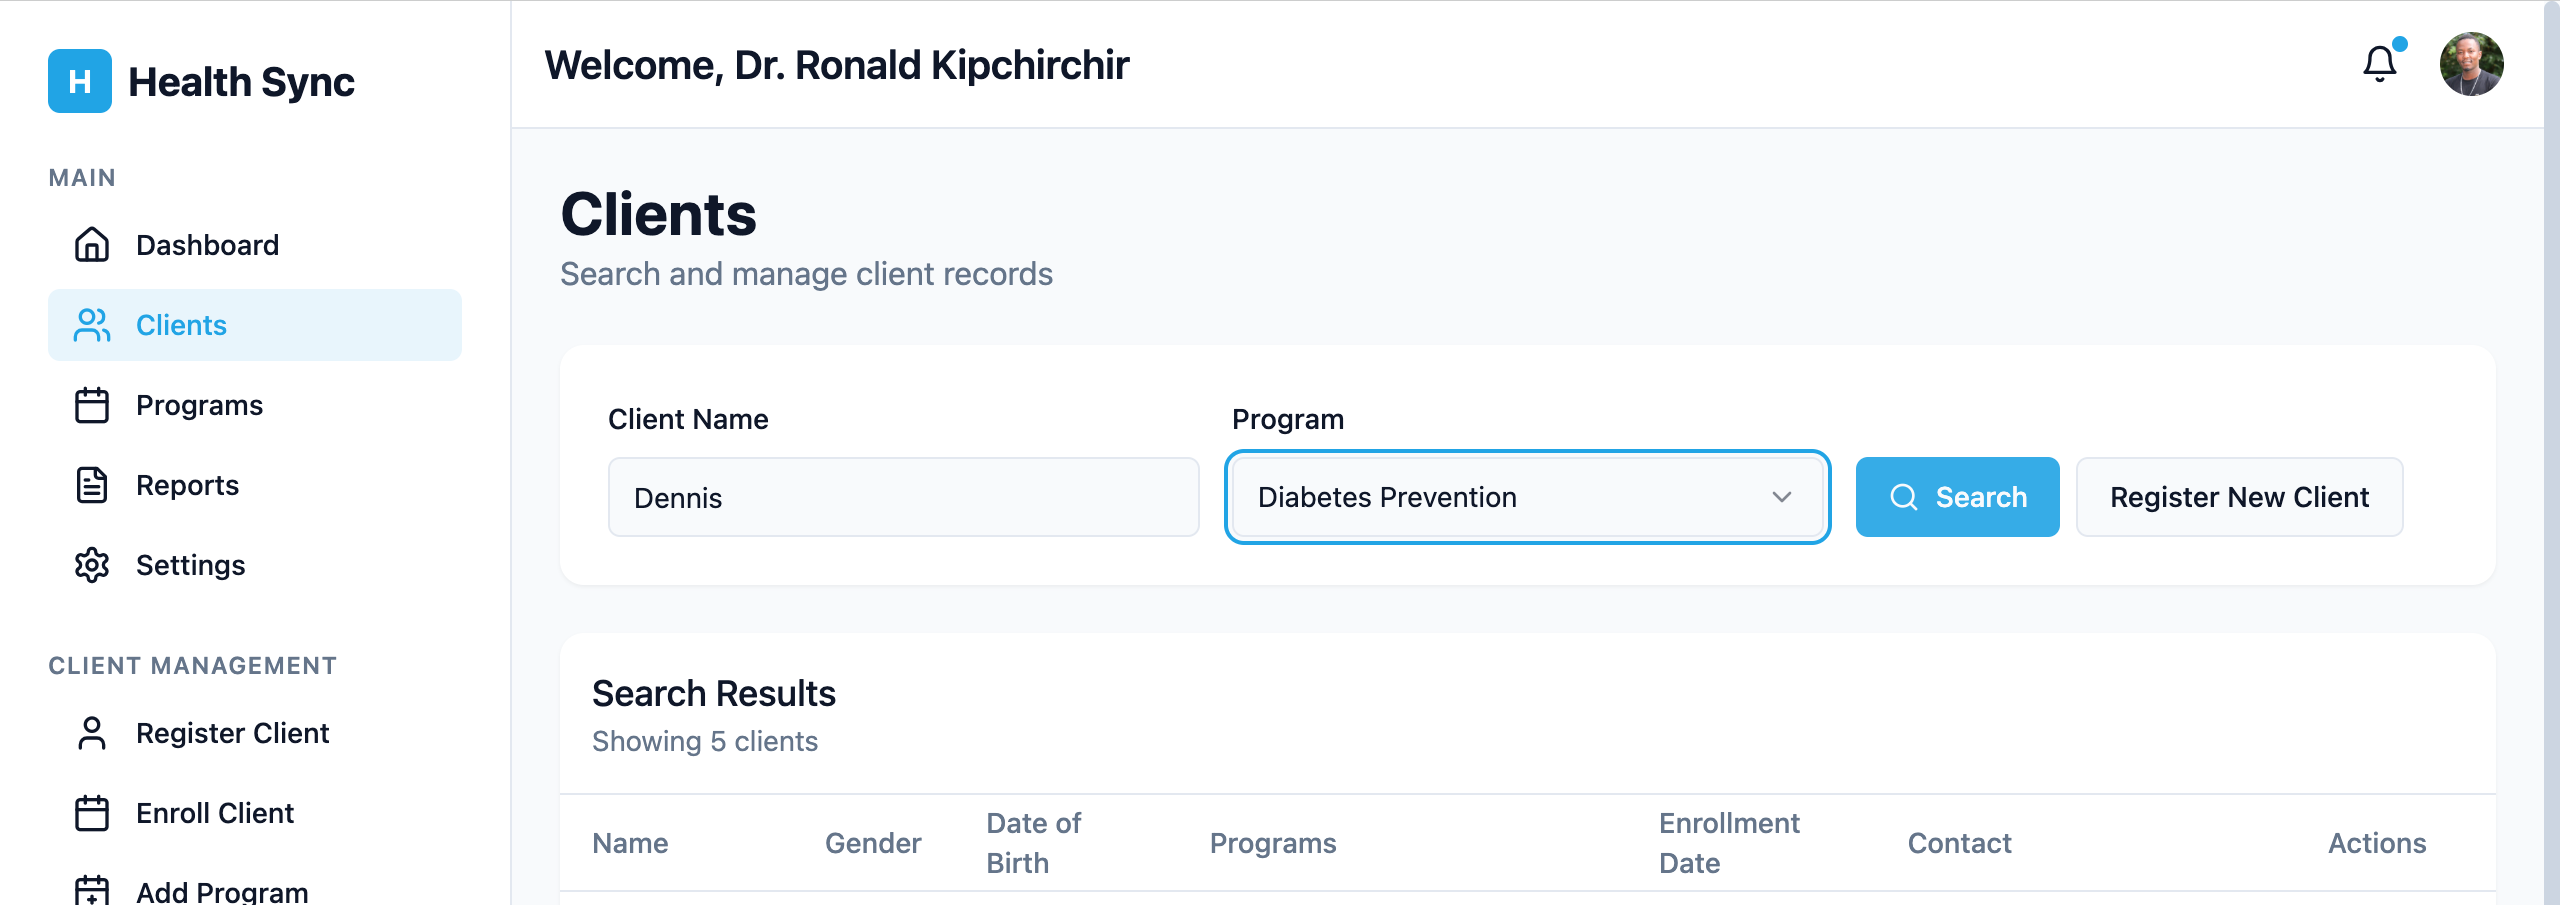 H Health Sync
MAIN
Dashboard
Clients
Programs
Reports
Settings
CLIENT MANAGEMENT
Register Client
Enroll Client
Add Program
Welcome, Dr. Ronald Kipchirchir
Clients
Search and manage client records
Client Name
Dennis
Program
Diabetes Prevention
Search
Register New Client
Search Results
Showing 5 clients
Name
Gender
Date of
Birth
Programs
Enrollment
Date
Contact
Actions